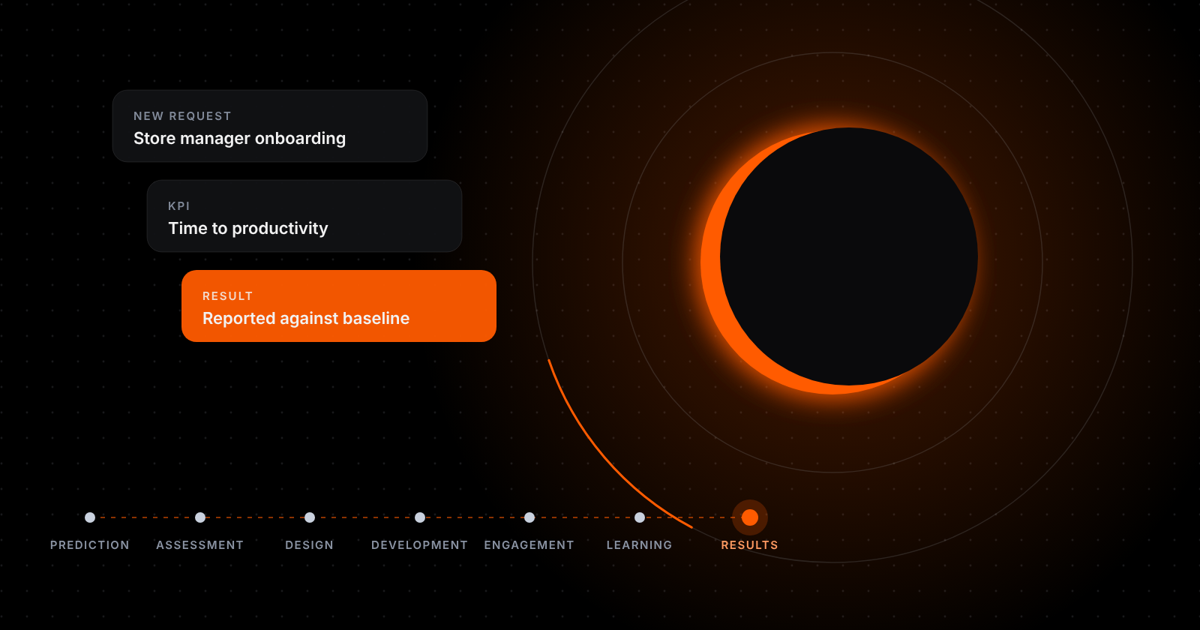 NEW REQUEST
Store manager onboarding
KPI
Time to productivity
RESULT
Reported against baseline
PREDICTION ASSESSMENT DESIGN DEVELOPMENT ENGAGEMENT LEARNING RESULTS